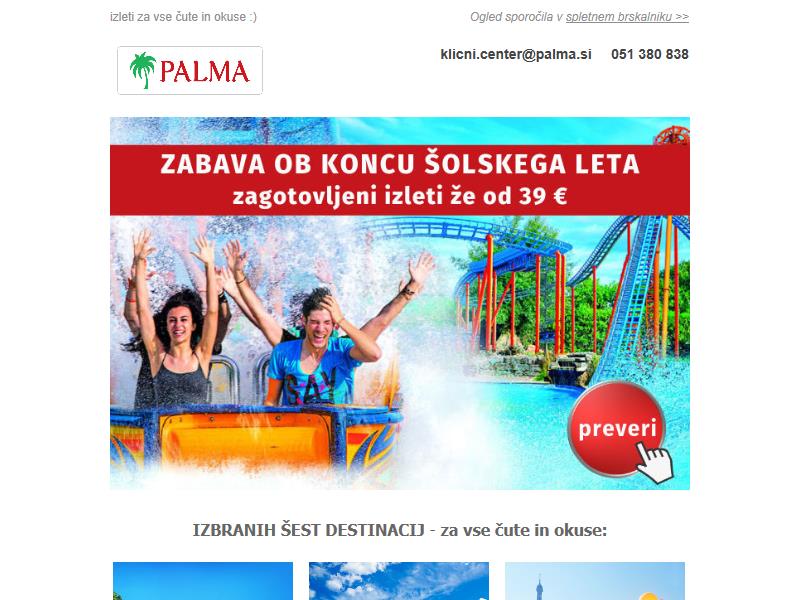 izleti za vse čute in okuse :)
Ogled sporočila v spletnem brskalniku >>
PALMA
klicni.center@palma.si 051 380 838
ZABAVA OB KONCU ŠOLSKEGA LETA
zagotovljeni izleti že od 39 €
GAY
preveri
IZBRANIH ŠEST DESTINACIJ - za vse čute in okuse: